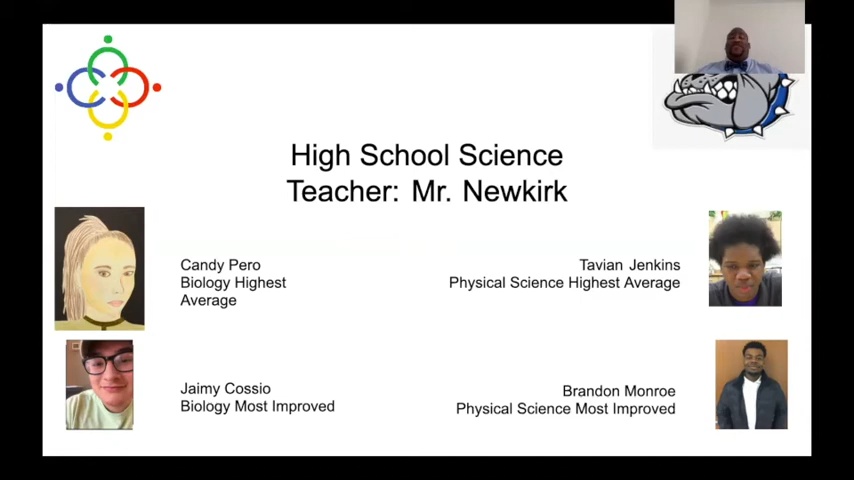 High School Science
Teacher: Mr. Newkirk
Candy Pero
Biology Highest
Average
Tavian Jenkins
Physical Science Highest Average
Jaimy Cossio
Biology Most Improved
Brandon Monroe
Physical Science Most Improved